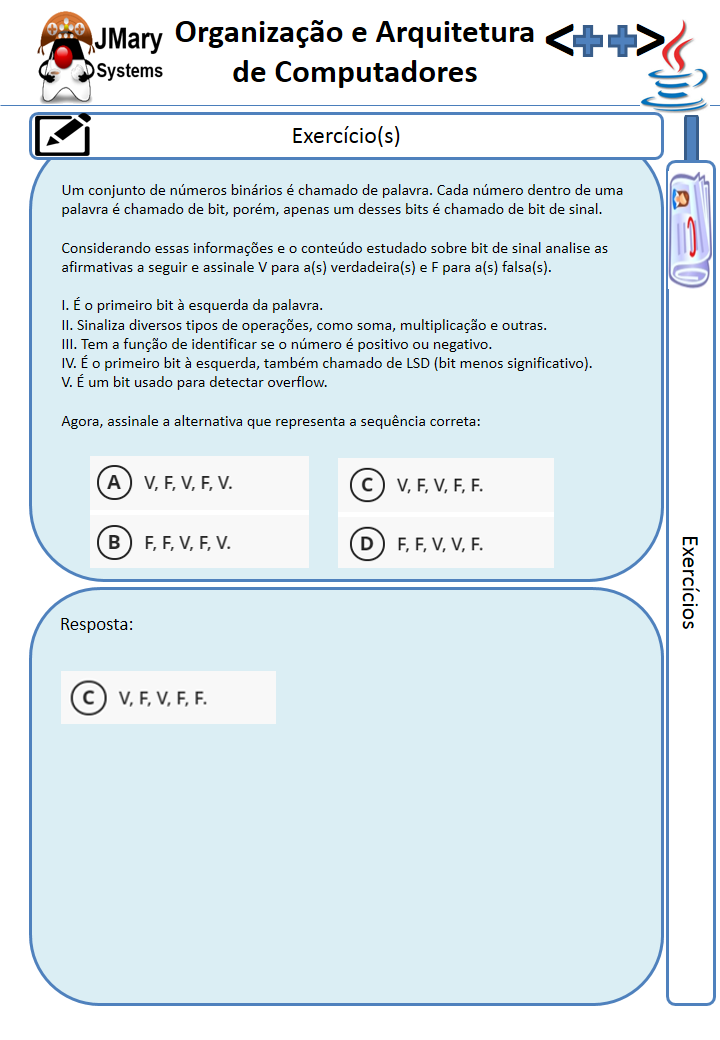 JMary
Systems
Organização e Arquitetura
de Computadores
<++>
Exercício(s)
Um conjunto de números binários é chamado de palavra. Cada número dentro de uma
palavra é chamado de bit, porém, apenas um desses bits é chamado de bit de sinal.
Considerando essas informações e o conteúdo estudado sobre bit de sinal analise as
afirmativas a seguir e assinale V para a(s) verdadeira(s) e F para a(s) falsa(s).
I. É o primeiro bit à esquerda da palavra.
II. Sinaliza diversos tipos de operações, como soma, multiplicação e outras.
III. Tem a função de identificar se o número é positivo ou negativo.
IV. É o primeiro bit à esquerda, também chamado de LSD (bit menos significativo).
V. É um bit usado para detectar overflow.
Agora, assinale a alternativa que representa a sequência correta:
A V, F, V, F, V.
B F, F, V, F, V.
C V, F, V, F, F.
D F, F, V, V, F.
Resposta:
C V, F, V, F, F.
Exercícios